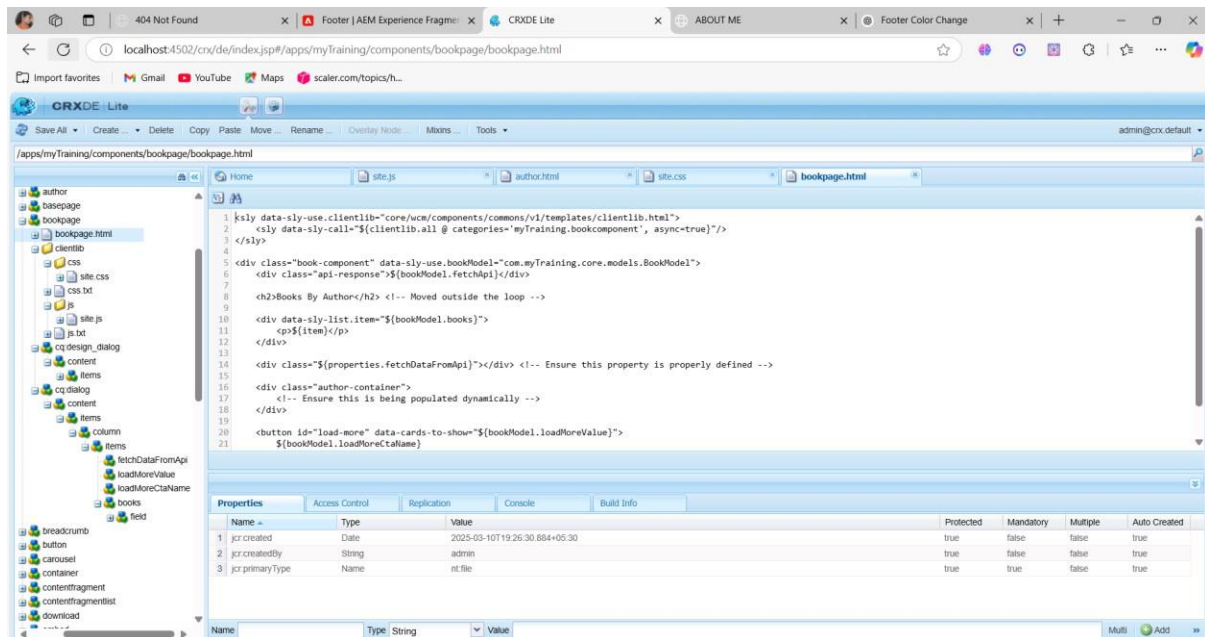 404 Not Found
Footer | AEM Experience Fragme
CRXDE Lite
ABOUT ME
Footer Color Change
localhost:4502/crx/de/index.jsp#/apps/myTraining/components/bookpage/bookpage.html
Import favorites Gmail YouTube Maps scaler.com/topics/h...
CRXDE Lite
Save All Create ... Delete Copy Paste Move ... Rename ... Overlay Node ... Mixins ... Tools admin@crx.default
/apps/myTraining/components/bookpage/bookpage.html
author
basepage
bookpage
bookpage.html
clientlib
css
site.css
css.txt
js
site.js
js.txt
cq:design_dialog
content
items
cq:dialog
content
items
column
items
fetchDataFromApi
loadMoreValue
loadMoreCtaName
books
field
breadcrumb
button
carousel
container
contentfragment
contentfragmentlist
download
Home site.js author.html site.css bookpage.html
1 <sly data-sly-use.clientlib="core/wcm/components/commons/v1/templates/clientlib.html">
2 <sly data-sly-call="${clientlib.all @ categories='myTraining.bookcomponent', async=true}"/>
3 </sly>
4
5 <div class="book-component" data-sly-use.bookModel="com.myTraining.core.models.BookModel">
6 <div class="api-response">${bookModel.fetchApi}</div>
7
8 <h2>Books By Author</h2> <!-- Moved outside the loop -->
9
10 <div data-sly-list.item="${bookModel.books}">
11 <p>${item}</p>
12 </div>
13
14 <div class="${properties.fetchDataFromApi}"></div> <!-- Ensure this property is properly defined -->
15
16 <div class="author-container">
17 <!-- Ensure this is being populated dynamically -->
18 </div>
19
20 <button id="load-more" data-cards-to-show="${bookModel.loadMoreValue}">
21 ${bookModel.loadMoreCtaName}
Properties Access Control Replication Console Build Info
Name Type Value Protected Mandatory Multiple Auto Created
1 jcr:created Date 2025-03-10T19:26:30.884+05:30 true false false true
2 jcr:createdBy String admin true false false true
3 jcr:primaryType Name nt:file true true false true
Name Type String Value Multi Add